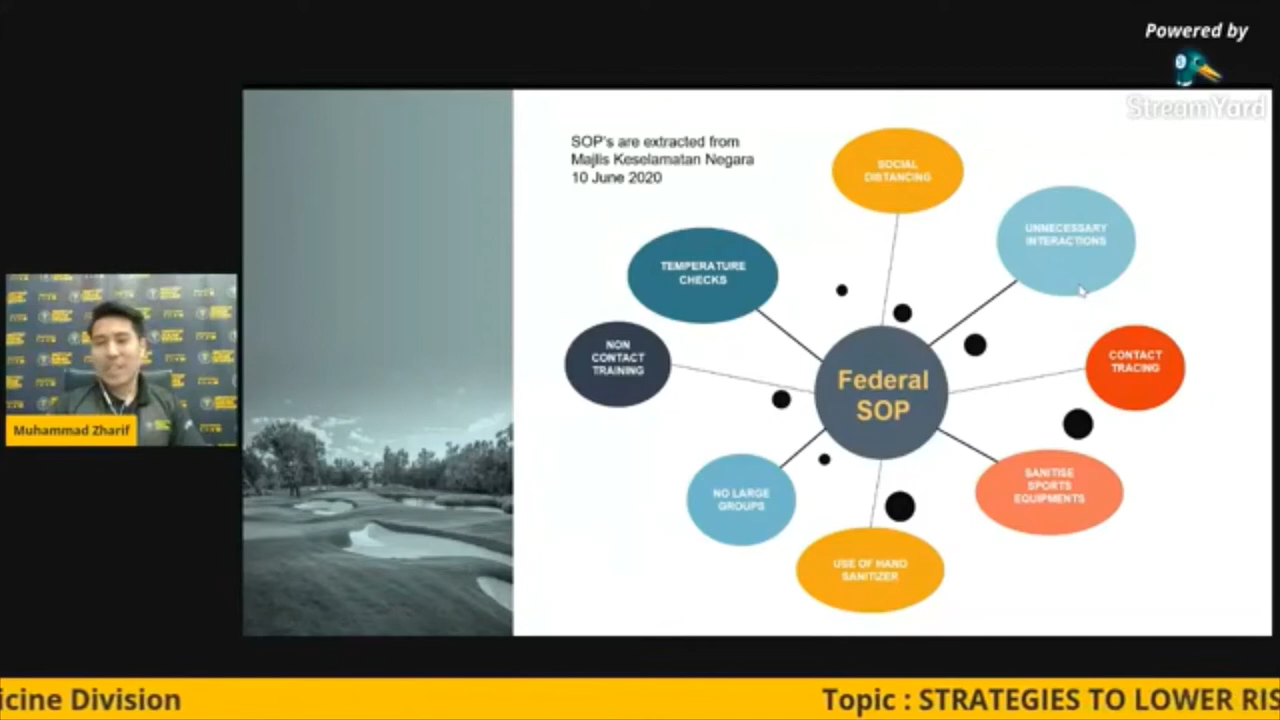 Powered by
StreamYard
SOP's are extracted from
Majlis Keselamatan Negara
10 June 2020
SOCIAL
DISTANCING
UNNECESSARY
INTERACTIONS
TEMPERATURE
CHECKS
NON
CONTACT
TRAINING
CONTACT
TRACING
Federal
SOP
SANITISE
SPORTS
EQUIPMENTS
NO LARGE
GROUPS
USE OF HAND
SANITIZER
Muhammad Zharif
icine Division
Topic : STRATEGIES TO LOWER RIS